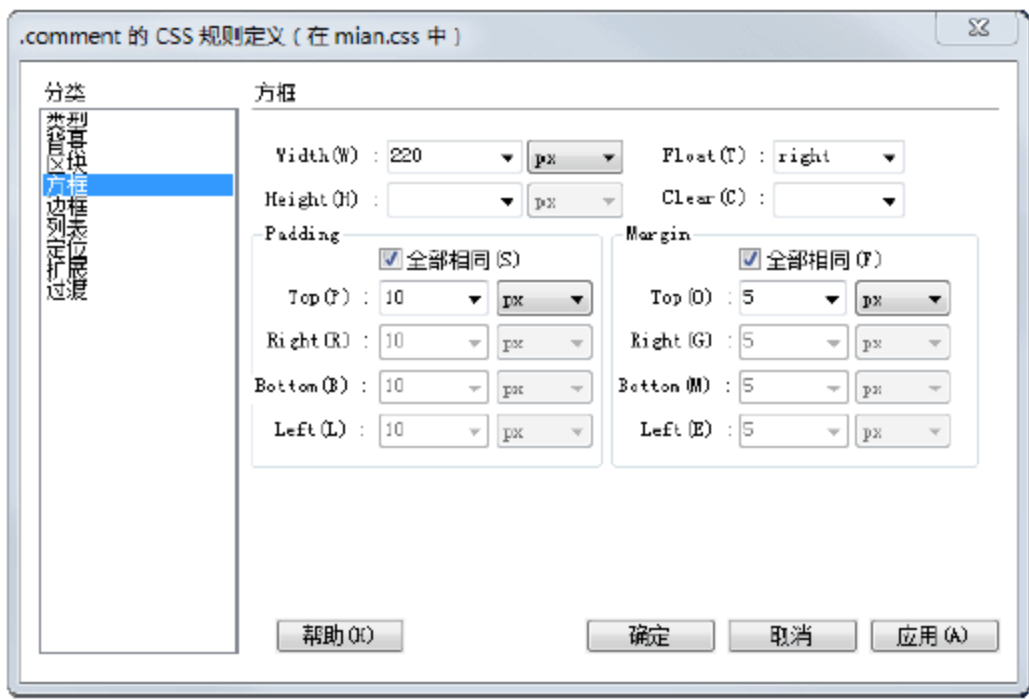 .comment 的 CSS 规则定义（在 mian.css 中）
分类
方框
类型
背景
区块
方框
边框
列表
定位
扩展
过渡
Width(W) : 220 px Float(T) : right
Height(H) : px Clear(C) :
Padding Margin
全部相同(S) 全部相同(F)
Top(P) : 10 px Top(O) : 5 px
Right(R) : 10 px Right(G) : 5 px
Bottom(B) : 10 px Bottom(M) : 5 px
Left(L) : 10 px Left(E) : 5 px
帮助(H) 确定 取消 应用(A)